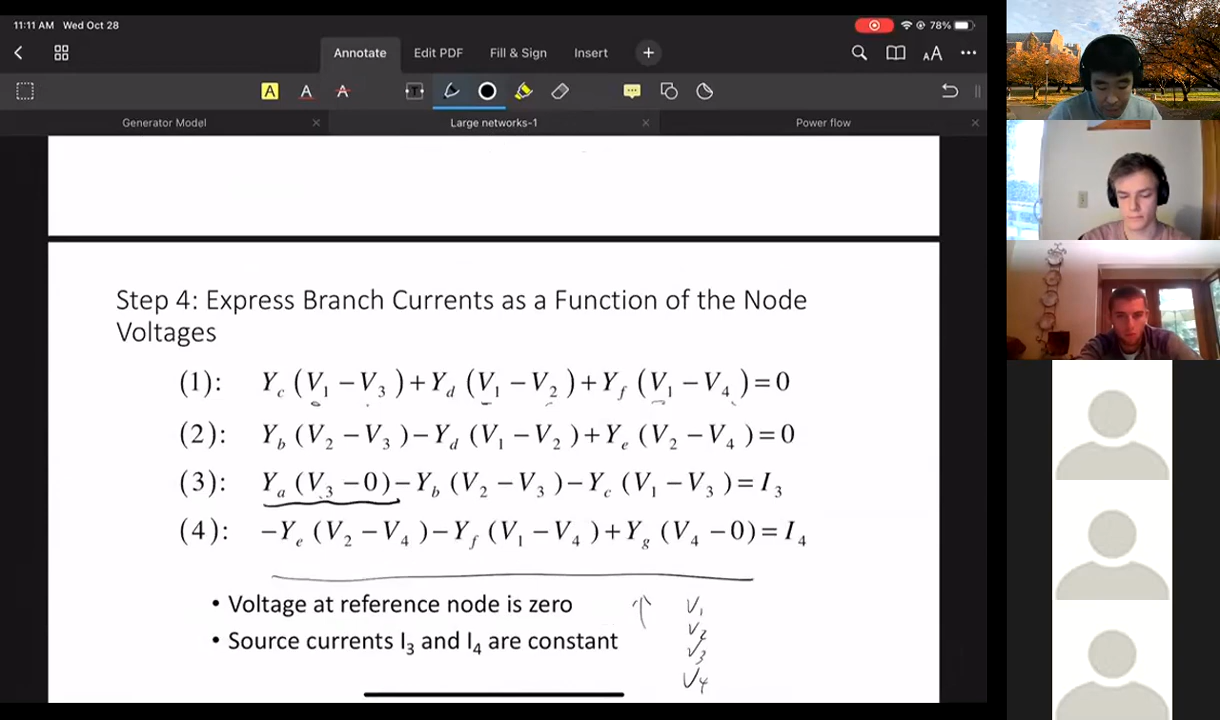 11:11 AM Wed Oct 28
78%
Annotate Edit PDF Fill & Sign Insert
A A A T
AA
Generator Model Large networks-1 Power flow
Step 4: Express Branch Currents as a Function of the Node
Voltages
(1): Y_c (V_1 − V_3) + Y_d (V_1 − V_2) + Y_f (V_1 − V_4) = 0
(2): Y_b (V_2 − V_3) − Y_d (V_1 − V_2) + Y_e (V_2 − V_4) = 0
(3): Y_a (V_3 − 0) − Y_b (V_2 − V_3) − Y_c (V_1 − V_3) = I_3
(4): −Y_e (V_2 − V_4) − Y_f (V_1 − V_4) + Y_g (V_4 − 0) = I_4
• Voltage at reference node is zero
• Source currents I_3 and I_4 are constant
V_1
V_2
V_3
V_4